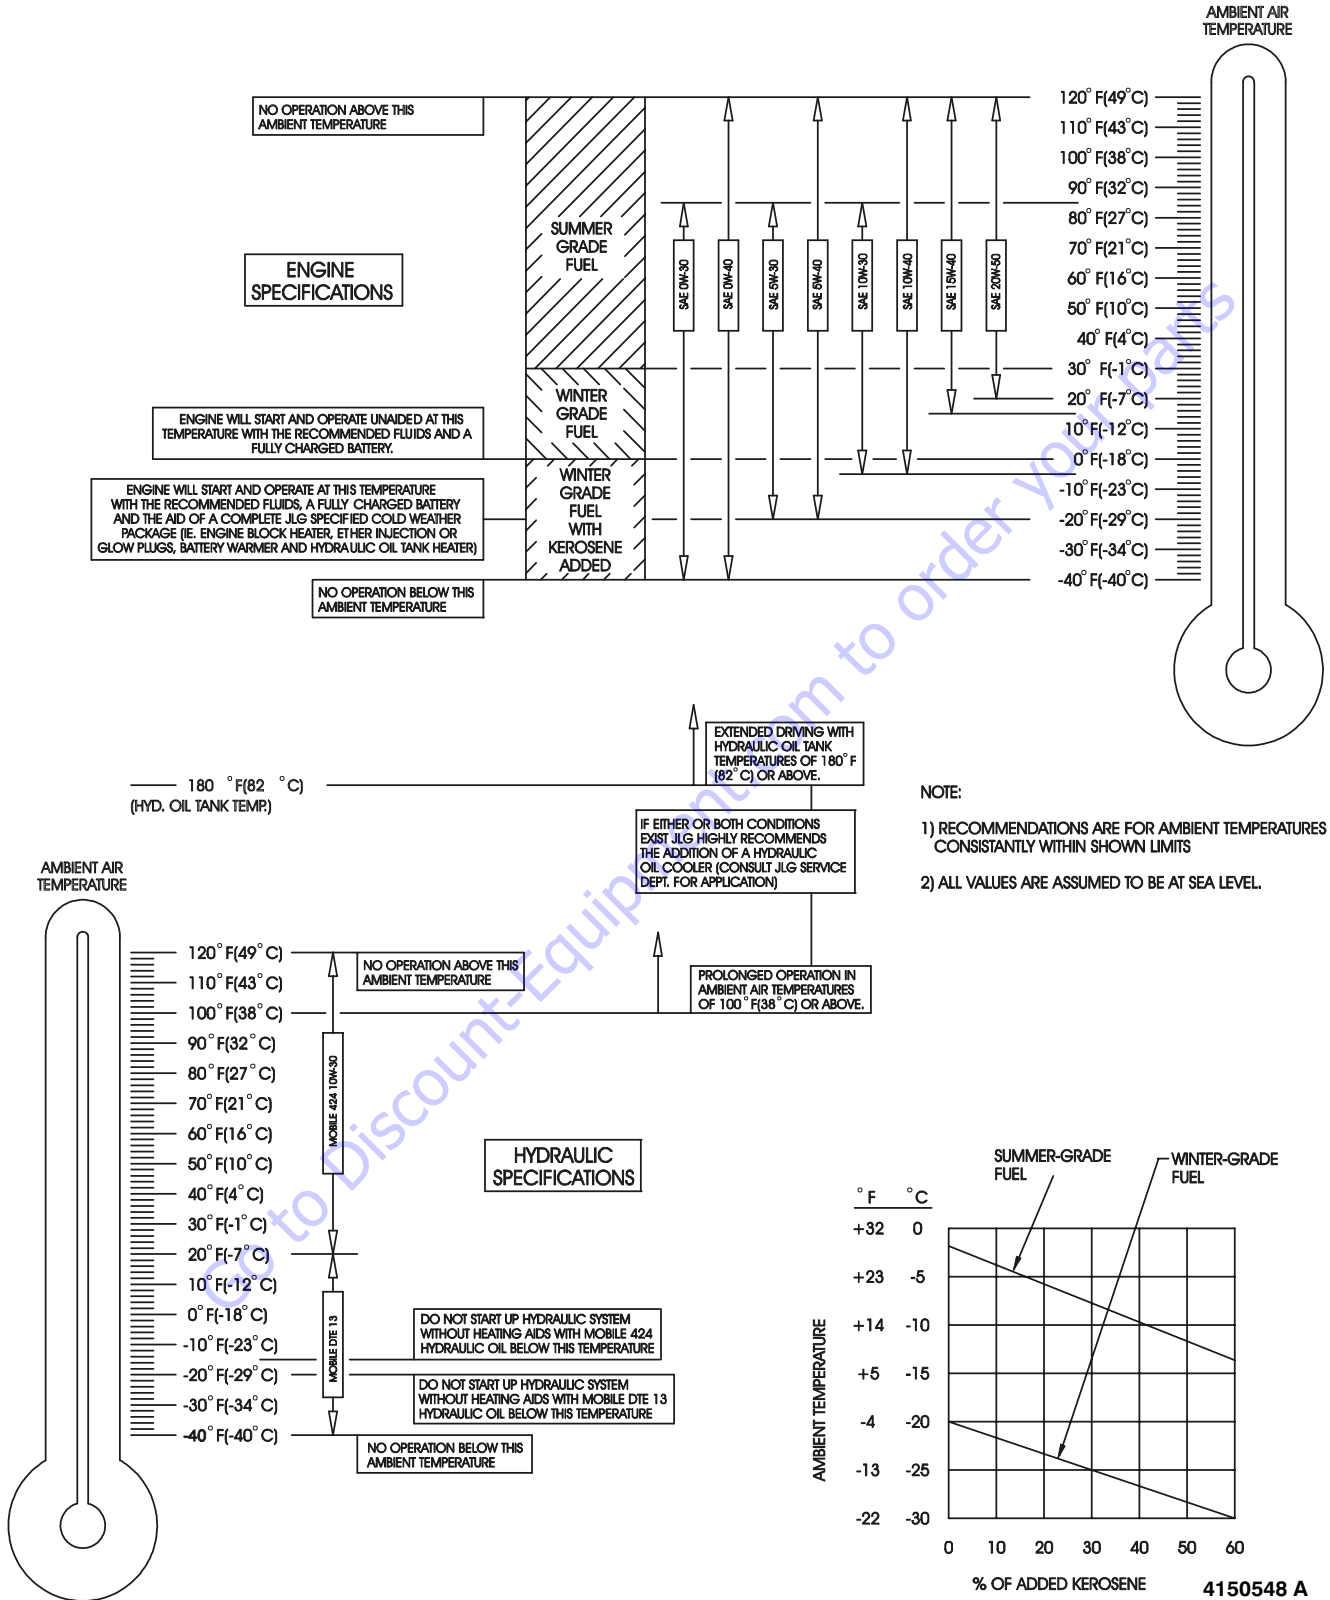 AMBIENT AIR
TEMPERATURE
120° F(49°C)
110° F(43°C)
100° F(38°C)
90° F(32°C)
80° F(27°C)
70° F(21°C)
60° F(16°C)
50° F(10°C)
40° F(4°C)
30° F(-1°C)
20° F(-7°C)
10° F(-12°C)
0° F(-18°C)
-10° F(-23°C)
-20° F(-29°C)
-30° F(-34°C)
-40° F(-40°C)
NO OPERATION ABOVE THIS
AMBIENT TEMPERATURE
ENGINE
SPECIFICATIONS
SUMMER
GRADE
FUEL
WINTER
GRADE
FUEL
WINTER
GRADE
FUEL
WITH
KEROSENE
ADDED
SAE 0W-30
SAE 0W-40
SAE 5W-30
SAE 5W-40
SAE 10W-30
SAE 10W-40
SAE 15W-40
SAE 20W-50
ENGINE WILL START AND OPERATE UNAIDED AT THIS
TEMPERATURE WITH THE RECOMMENDED FLUIDS AND A
FULLY CHARGED BATTERY.
ENGINE WILL START AND OPERATE AT THIS TEMPERATURE
WITH THE RECOMMENDED FLUIDS, A FULLY CHARGED BATTERY
AND THE AID OF A COMPLETE JLG SPECIFIED COLD WEATHER
PACKAGE (IE. ENGINE BLOCK HEATER, ETHER INJECTION OR
GLOW PLUGS, BATTERY WARMER AND HYDRAULIC OIL TANK HEATER)
NO OPERATION BELOW THIS
AMBIENT TEMPERATURE
EXTENDED DRIVING WITH
HYDRAULIC OIL TANK
TEMPERATURES OF 180° F
(82° C) OR ABOVE.
180 °F(82 °C)
(HYD. OIL TANK TEMP.)
IF EITHER OR BOTH CONDITIONS
EXIST JLG HIGHLY RECOMMENDS
THE ADDITION OF A HYDRAULIC
OIL COOLER (CONSULT JLG SERVICE
DEPT. FOR APPLICATION)
NOTE:
1) RECOMMENDATIONS ARE FOR AMBIENT TEMPERATURES
CONSISTANTLY WITHIN SHOWN LIMITS
2) ALL VALUES ARE ASSUMED TO BE AT SEA LEVEL.
AMBIENT AIR
TEMPERATURE
120° F(49° C)
110° F(43° C)
100° F(38° C)
90° F(32° C)
80° F(27° C)
70° F(21° C)
60° F(16° C)
50° F(10° C)
40° F(4° C)
30° F(-1° C)
20° F(-7° C)
10° F(-12° C)
0° F(-18° C)
-10° F(-23° C)
-20° F(-29° C)
-30° F(-34° C)
-40° F(-40° C)
NO OPERATION ABOVE THIS
AMBIENT TEMPERATURE
PROLONGED OPERATION IN
AMBIENT AIR TEMPERATURES
OF 100° F(38° C) OR ABOVE.
MOBILE 424 10W-30
MOBILE DTE 13
HYDRAULIC
SPECIFICATIONS
DO NOT START UP HYDRAULIC SYSTEM
WITHOUT HEATING AIDS WITH MOBILE 424
HYDRAULIC OIL BELOW THIS TEMPERATURE
DO NOT START UP HYDRAULIC SYSTEM
WITHOUT HEATING AIDS WITH MOBILE DTE 13
HYDRAULIC OIL BELOW THIS TEMPERATURE
NO OPERATION BELOW THIS
AMBIENT TEMPERATURE
SUMMER-GRADE
FUEL
WINTER-GRADE
FUEL
°F °C
+32 0
+23 -5
+14 -10
+5 -15
-4 -20
-13 -25
-22 -30
AMBIENT TEMPERATURE
0 10 20 30 40 50 60
% OF ADDED KEROSENE
4150548 A
Go to Discount-Equipment.com to order your parts